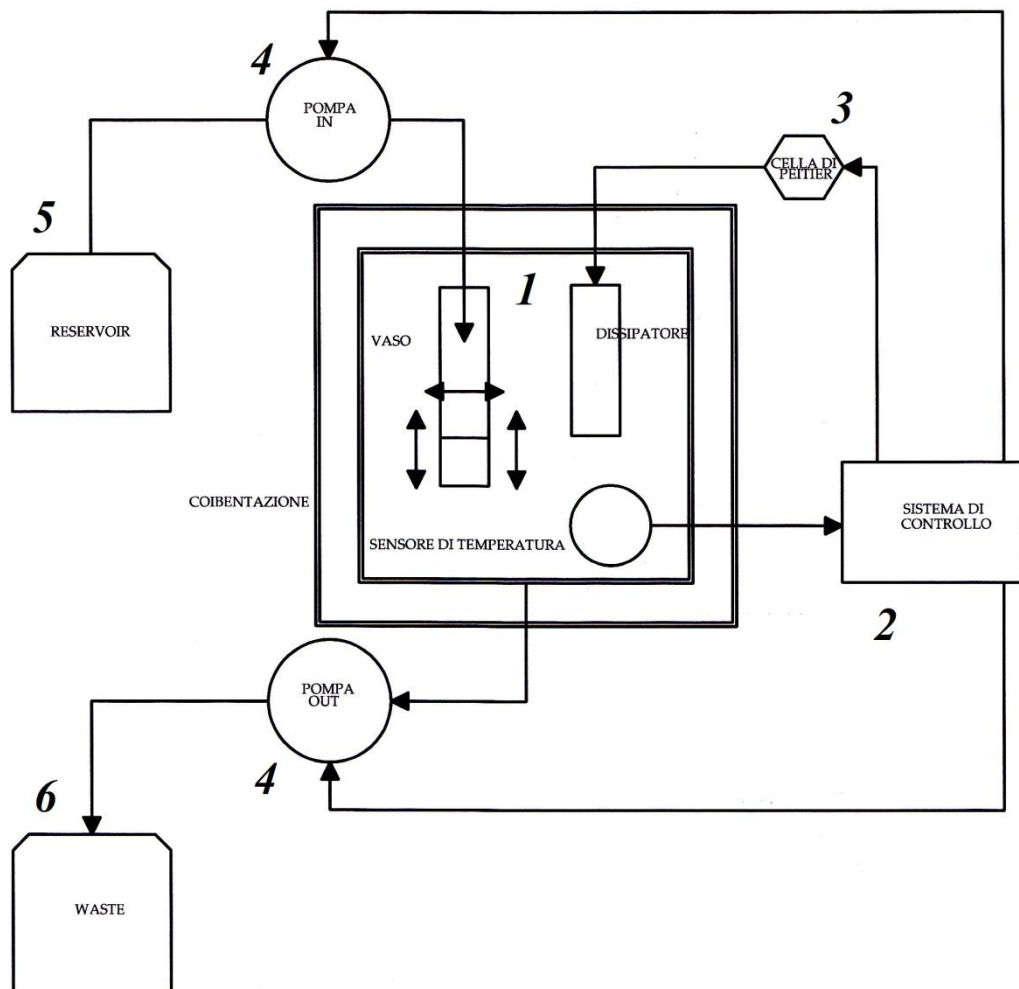 4
POMPA
IN
3
CELLA DI
PEITIER
5
1
RESERVOIR
VASO
DISSIPATORE
COIBENTAZIONE
SISTEMA DI
CONTROLLO
SENSORE DI TEMPERATURA
2
POMPA
OUT
4
6
WASTE